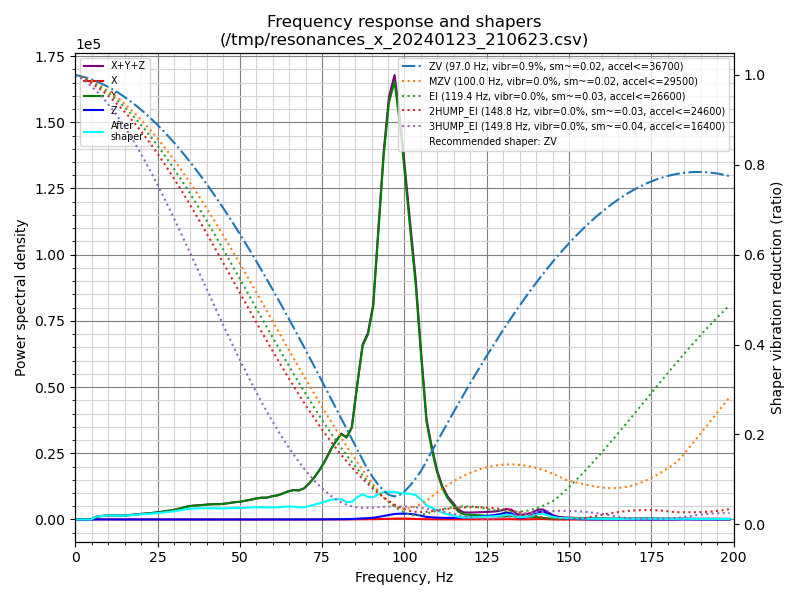 Frequency response and shapers
(/tmp/resonances_x_20240123_210623.csv)
1e5
X+Y+Z
X
Y
Z
After
shaper
ZV (97.0 Hz, vibr=0.9%, sm~=0.02, accel<=36700)
MZV (100.0 Hz, vibr=0.0%, sm~=0.02, accel<=29500)
EI (119.4 Hz, vibr=0.0%, sm~=0.03, accel<=26600)
2HUMP_EI (148.8 Hz, vibr=0.0%, sm~=0.03, accel<=24600)
3HUMP_EI (149.8 Hz, vibr=0.0%, sm~=0.04, accel<=16400)
Recommended shaper: ZV
Power spectral density
1.75
1.50
1.25
1.00
0.75
0.50
0.25
0.00
0
25
50
75
100
125
150
175
200
Frequency, Hz
1.0
0.8
0.6
0.4
0.2
0.0
Shaper vibration reduction (ratio)